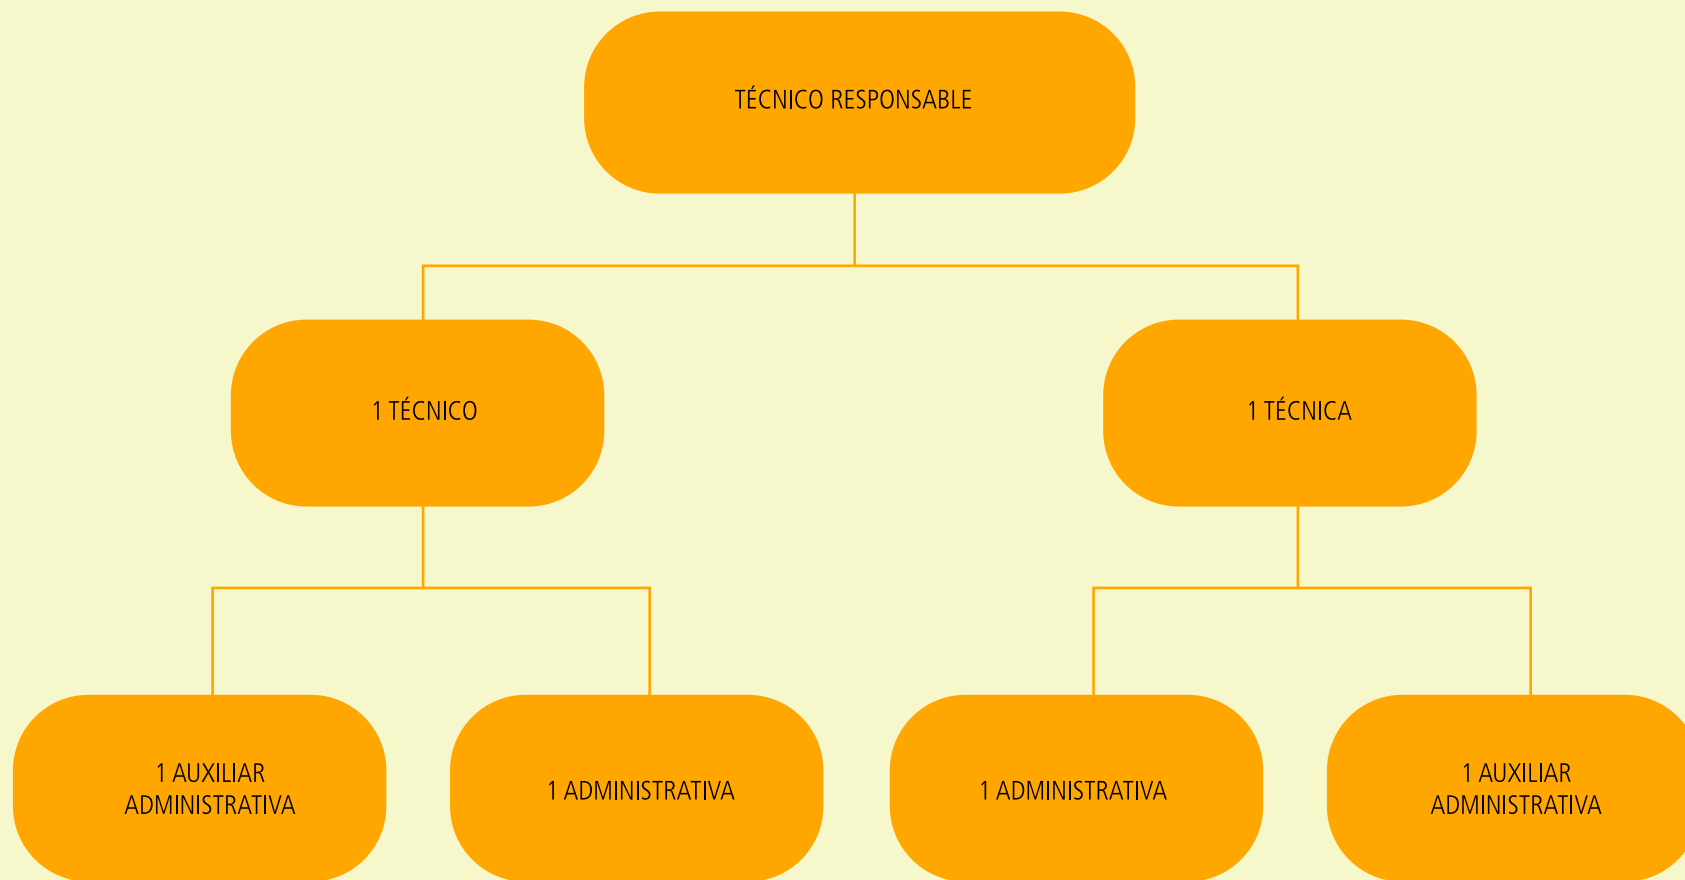 TÉCNICO RESPONSABLE
1 TÉCNICO
1 TÉCNICA
1 AUXILIAR
ADMINISTRATIVA
1 ADMINISTRATIVA
1 ADMINISTRATIVA
1 AUXILIAR
ADMINISTRATIVA